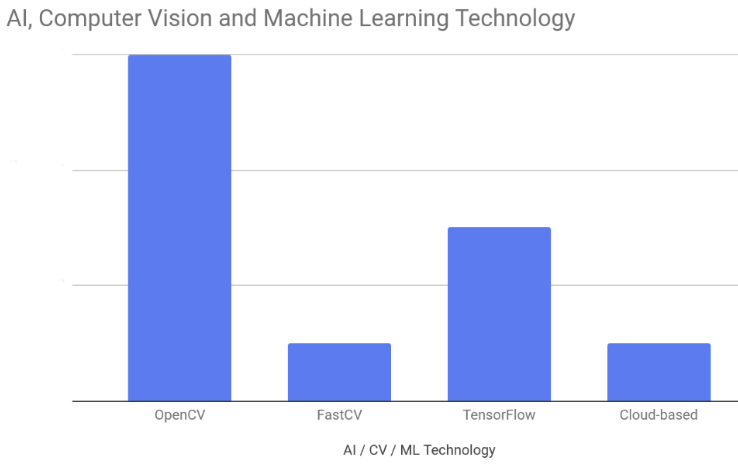 AI, Computer Vision and Machine Learning Technology
OpenCV
FastCV
TensorFlow
Cloud-based
AI / CV / ML Technology